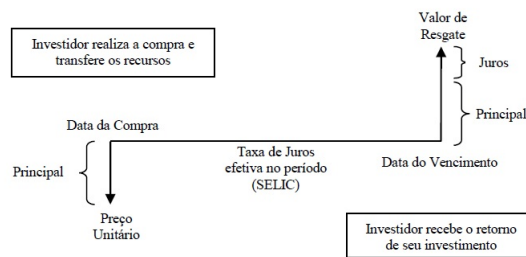 Valor de
Resgate
Investidor realiza a compra e
transfere os recursos
Juros
Principal
Data da Compra
Taxa de Juros
efetiva no período
(SELIC)
Data do Vencimento
Principal
Preço
Unitário
Investidor recebe o retorno
de seu investimento